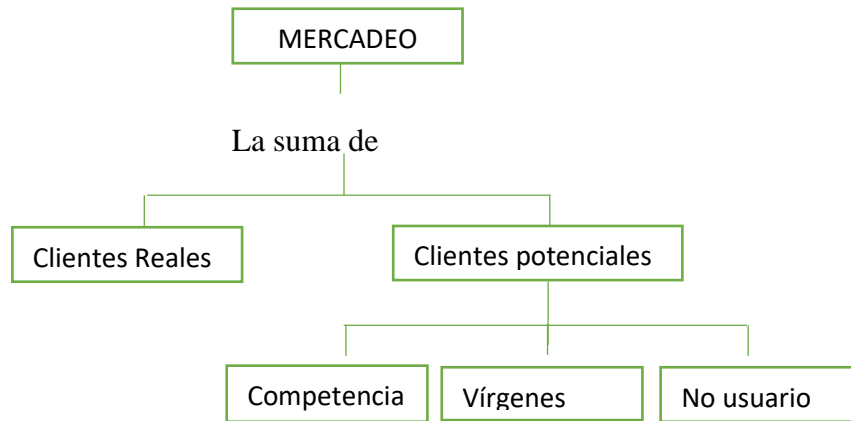 MERCADEO
La suma de
Clientes Reales
Clientes potenciales
Competencia
Vírgenes
No usuario